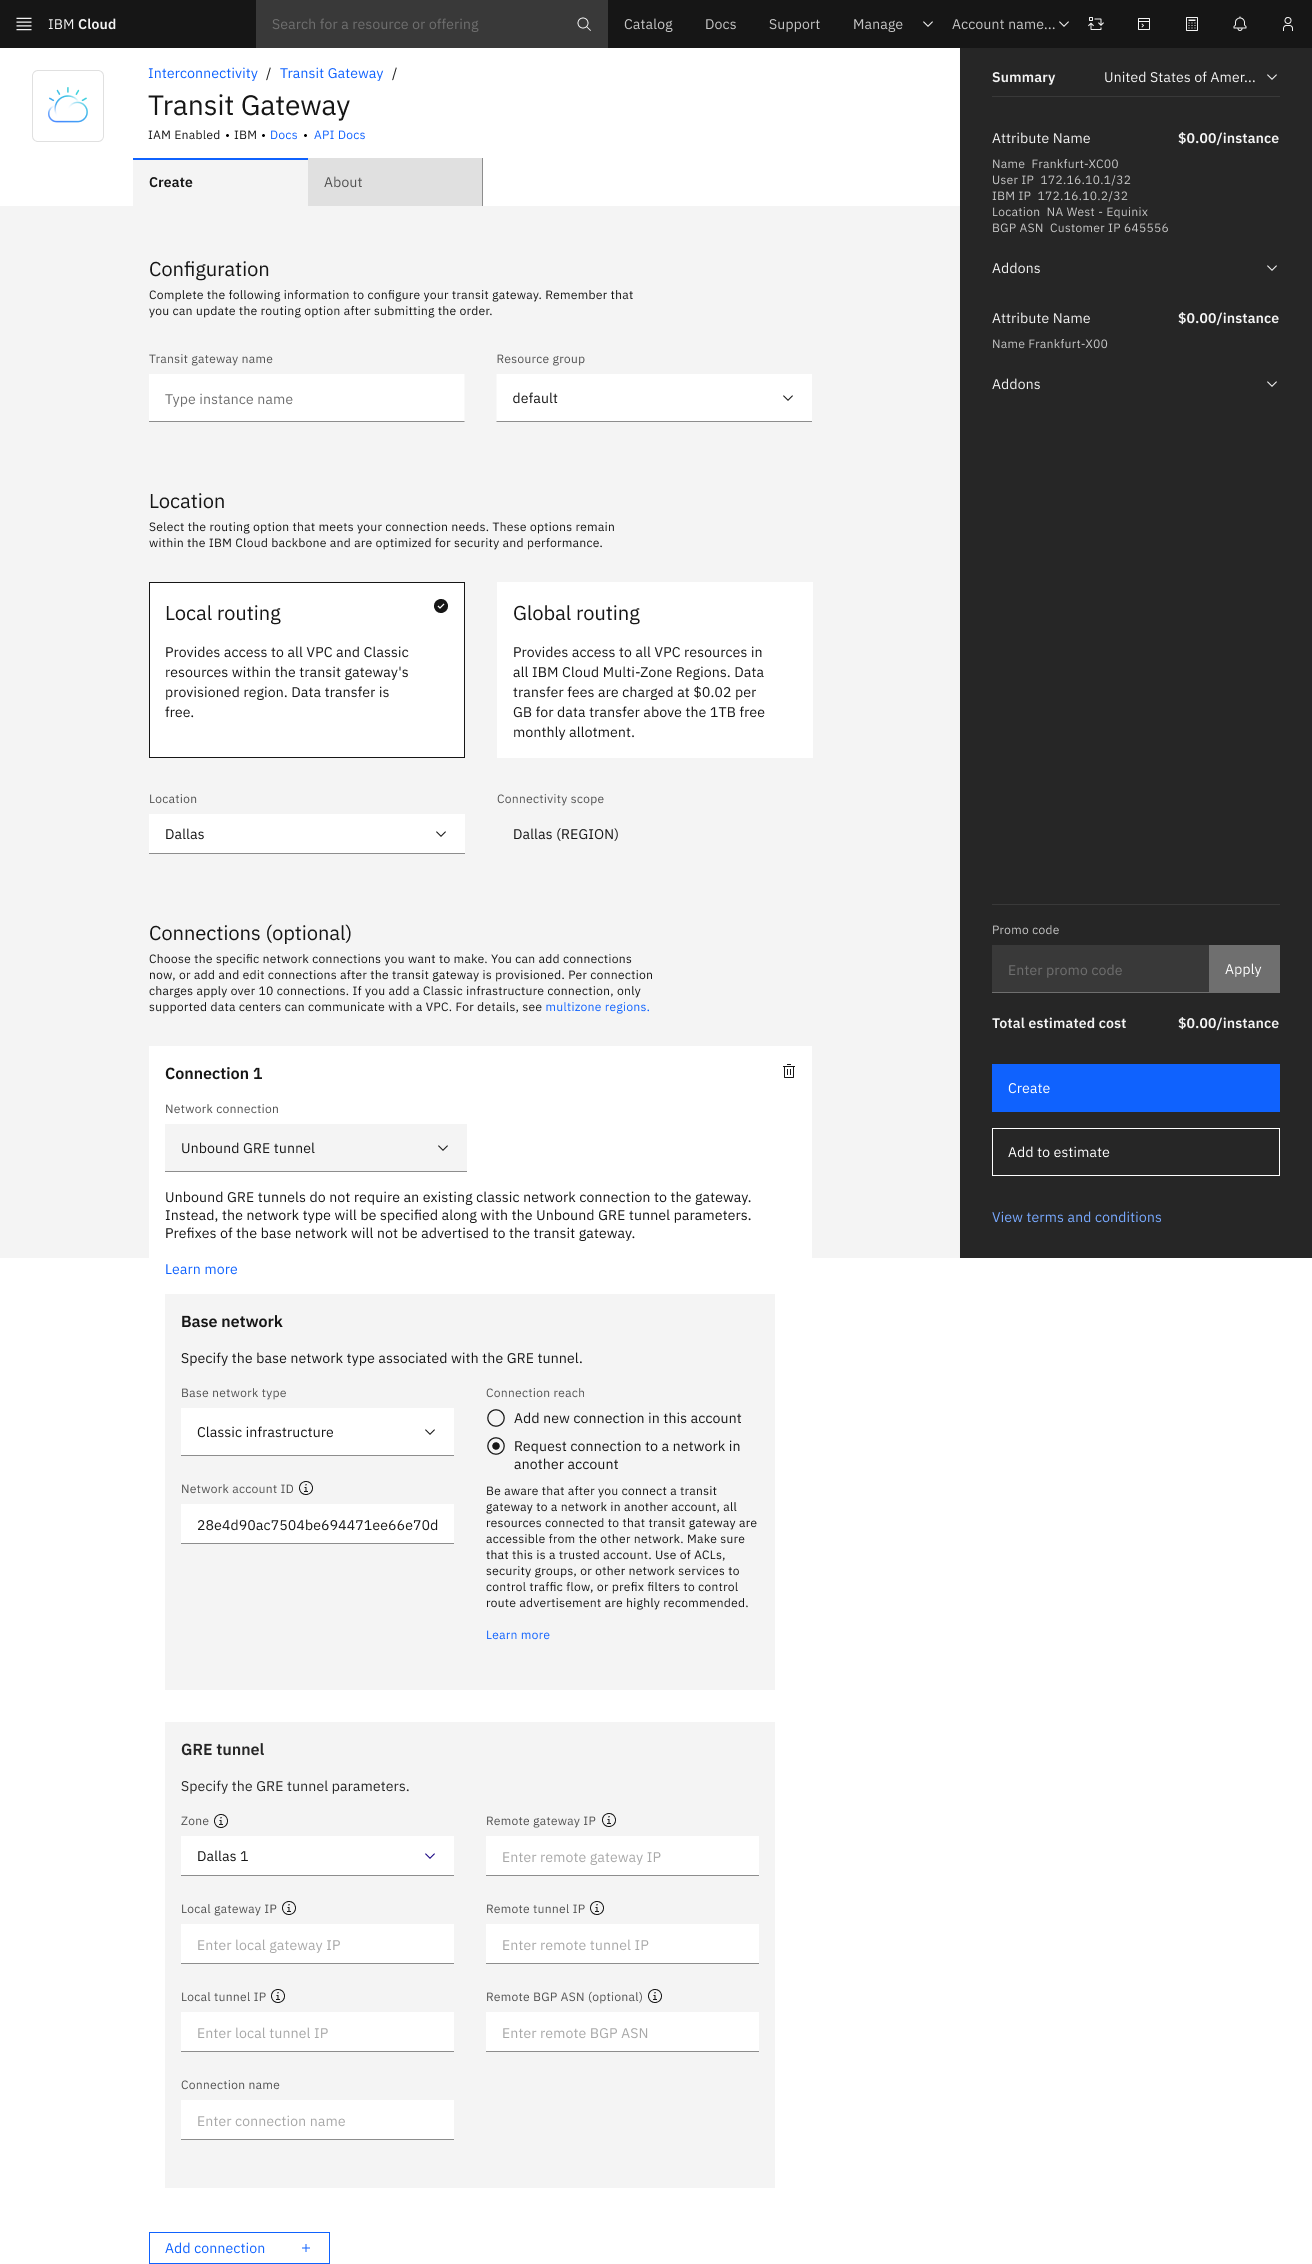 IBM Cloud
Search for a resource or offering
Catalog
Docs
Support
Manage
Account name...
Interconnectivity / Transit Gateway /
Transit Gateway
IAM Enabled • IBM • Docs • API Docs
Create
About
Configuration
Complete the following information to configure your transit gateway. Remember that
you can update the routing option after submitting the order.
Transit gateway name
Type instance name
Resource group
default
Location
Select the routing option that meets your connection needs. These options remain
within the IBM Cloud backbone and are optimized for security and performance.
Local routing
Provides access to all VPC and Classic
resources within the transit gateway's
provisioned region. Data transfer is
free.
Global routing
Provides access to all VPC resources in
all IBM Cloud Multi-Zone Regions. Data
transfer fees are charged at $0.02 per
GB for data transfer above the 1TB free
monthly allotment.
Location
Dallas
Connectivity scope
Dallas (REGION)
Connections (optional)
Choose the specific network connections you want to make. You can add connections
now, or add and edit connections after the transit gateway is provisioned. Per connection
charges apply over 10 connections. If you add a Classic infrastructure connection, only
supported data centers can communicate with a VPC. For details, see multizone regions.
Connection 1
Network connection
Unbound GRE tunnel
Unbound GRE tunnels do not require an existing classic network connection to the gateway.
Instead, the network type will be specified along with the Unbound GRE tunnel parameters.
Prefixes of the base network will not be advertised to the transit gateway.
Learn more
Base network
Specify the base network type associated with the GRE tunnel.
Base network type
Classic infrastructure
Network account ID
28e4d90ac7504be694471ee66e70d
Connection reach
Add new connection in this account
Request connection to a network in
another account
Be aware that after you connect a transit
gateway to a network in another account, all
resources connected to that transit gateway are
accessible from the other network. Make sure
that this is a trusted account. Use of ACLs,
security groups, or other network services to
control traffic flow, or prefix filters to control
route advertisement are highly recommended.
Learn more
GRE tunnel
Specify the GRE tunnel parameters.
Zone
Dallas 1
Remote gateway IP
Enter remote gateway IP
Local gateway IP
Enter local gateway IP
Remote tunnel IP
Enter remote tunnel IP
Local tunnel IP
Enter local tunnel IP
Remote BGP ASN (optional)
Enter remote BGP ASN
Connection name
Enter connection name
Add connection +
Summary
United States of Amer...
Attribute Name $0.00/instance
Name Frankfurt-XC00
User IP 172.16.10.1/32
IBM IP 172.16.10.2/32
Location NA West - Equinix
BGP ASN Customer IP 645556
Addons
Attribute Name $0.00/instance
Name Frankfurt-X00
Addons
Promo code
Enter promo code
Apply
Total estimated cost $0.00/instance
Create
Add to estimate
View terms and conditions